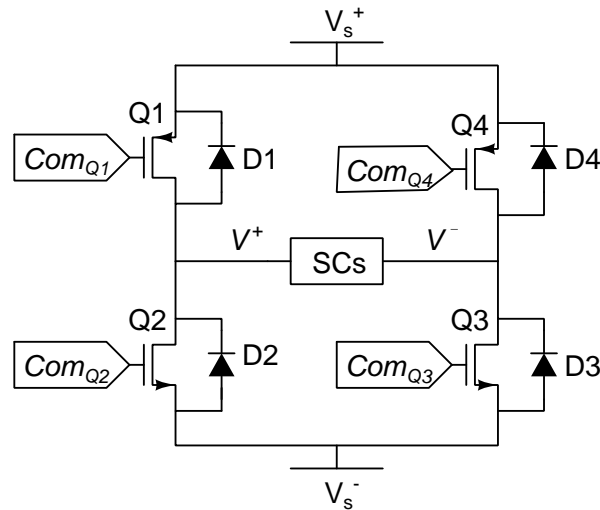 Vs+
Q1
ComQ1
D1
Q4
ComQ4
D4
V+
SCs
V-
Q2
ComQ2
D2
Q3
ComQ3
D3
Vs-